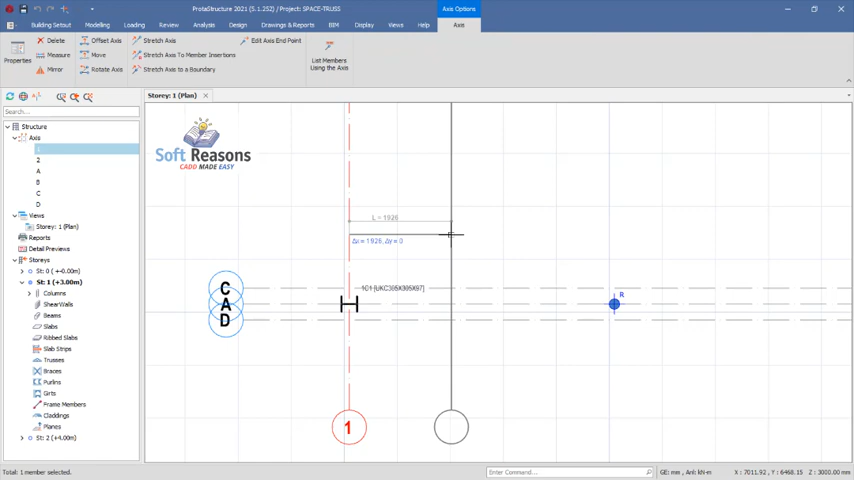 ProtaStructure 2021 (5.1.252) / Project: SPACE-TRUSS
Axis Options
Building Setout Modelling Loading Review Analysis Design Drawings & Reports BIM Display Views Help Axis
Properties
Delete
Measure
Mirror
Offset Axis
Move
Rotate Axis
Stretch Axis
Stretch Axis To Member Insertions
Stretch Axis to a Boundary
Edit Axis End Point
List Members
Using the Axis
Storey: 1 (Plan)
Search...
Structure
Axis
1
2
A
B
C
D
Views
Storey: 1 (Plan)
Reports
Detail Previews
Storeys
St: 0 (+-0.00m)
St: 1 (+3.00m)
Columns
ShearWalls
Beams
Slabs
Ribbed Slabs
Slab Strips
Trusses
Braces
Purlins
Girts
Frame Members
Claddings
Planes
St: 2 (+4.00m)
Soft Reasons
CADD MADE EASY
L = 1926
Δx = 1926, Δy = 0
1C1 [UKC305X305X97]
R
C
A
D
1
Total: 1 member selected.
Enter Command...
GE: mm , Anl: kN-m
X : 7011.92 , Y : 6468.15 , Z : 3000.00 mm